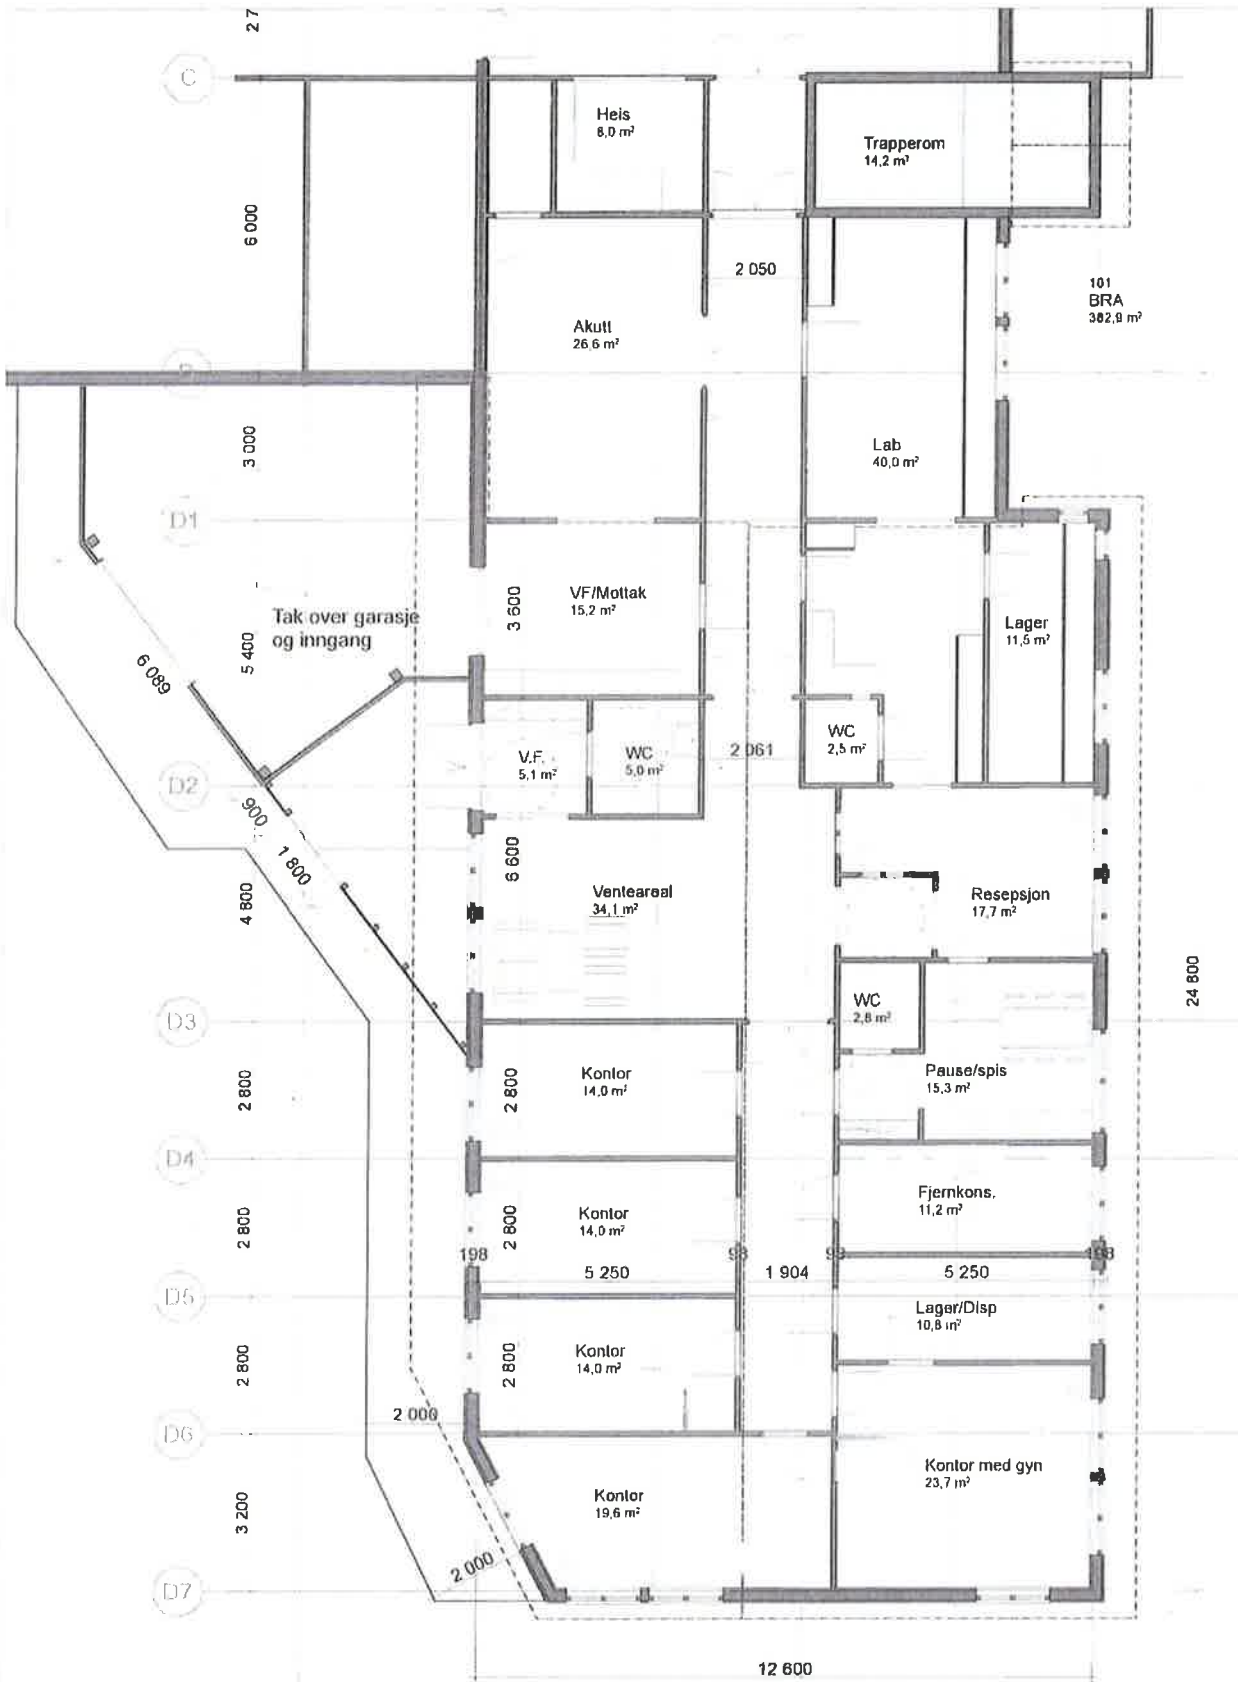 2 7
C
Heis
8,0 m²
Trapperom
14,2 m²
6 000
2 050
101
BRA
382,9 m²
Akutt
26,6 m²
3 000
Lab
40,0 m²
D1
VF/Mottak
15,2 m²
3 600
Tak over garasje
og inngang
Lager
11,5 m²
5 400
6 089
WC
2,5 m²
V.F.
5,1 m²
WC
5,0 m²
2 061
D2
900
1 800
6 600
4 800
Venteareal
34,1 m²
Resepsjon
17,7 m²
24 800
WC
2,8 m²
D3
Kontor
14,0 m²
2 800
2 800
Pause/spis
15,3 m²
D4
Fjernkons.
11,2 m²
Kontor
14,0 m²
2 800
2 800
198
98
98
198
5 250
1 904
5 250
D5
Lager/Disp
10,8 m²
Kontor
14,0 m²
2 800
2 800
2 000
D6
Kontor med gyn
23,7 m²
Kontor
19,6 m²
3 200
2 000
D7
12 600